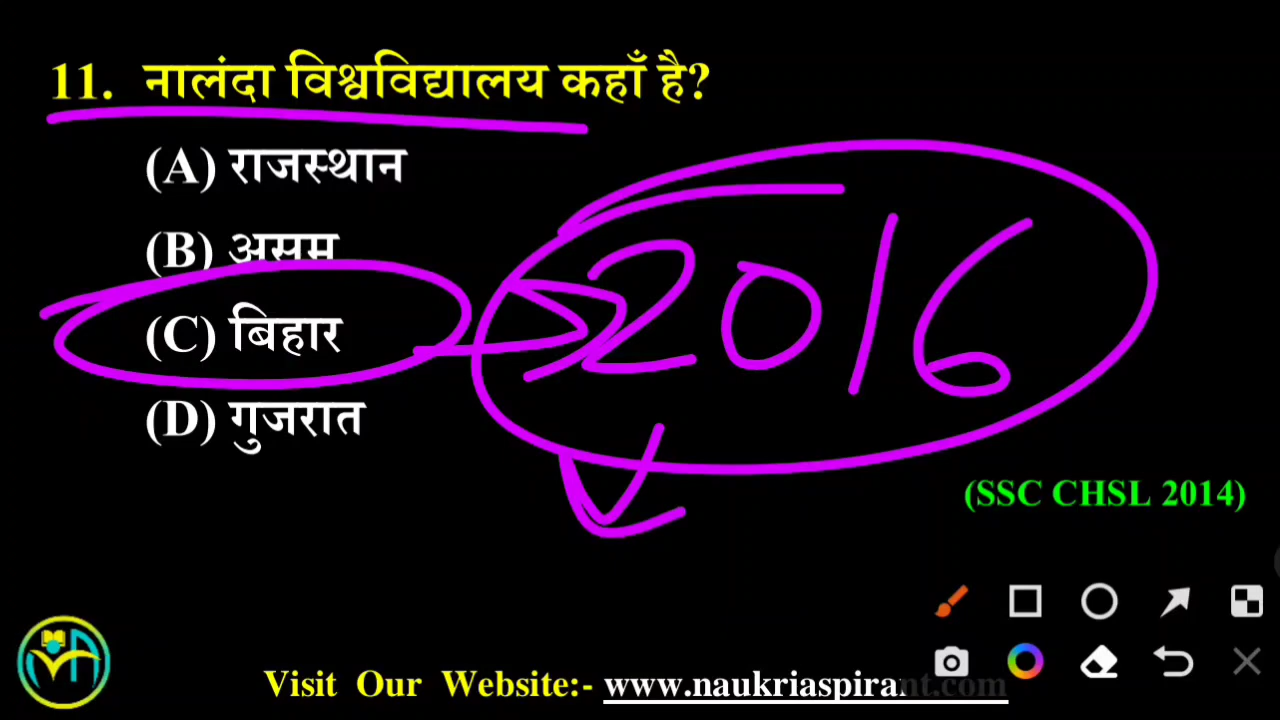 11. नालंदा विश्वविद्यालय कहाँ है?
(A) राजस्थान
(B) असम
(C) बिहार
2016
(D) गुजरात
(SSC CHSL 2014)
Visit Our Website:- www.naukriaspirant.com